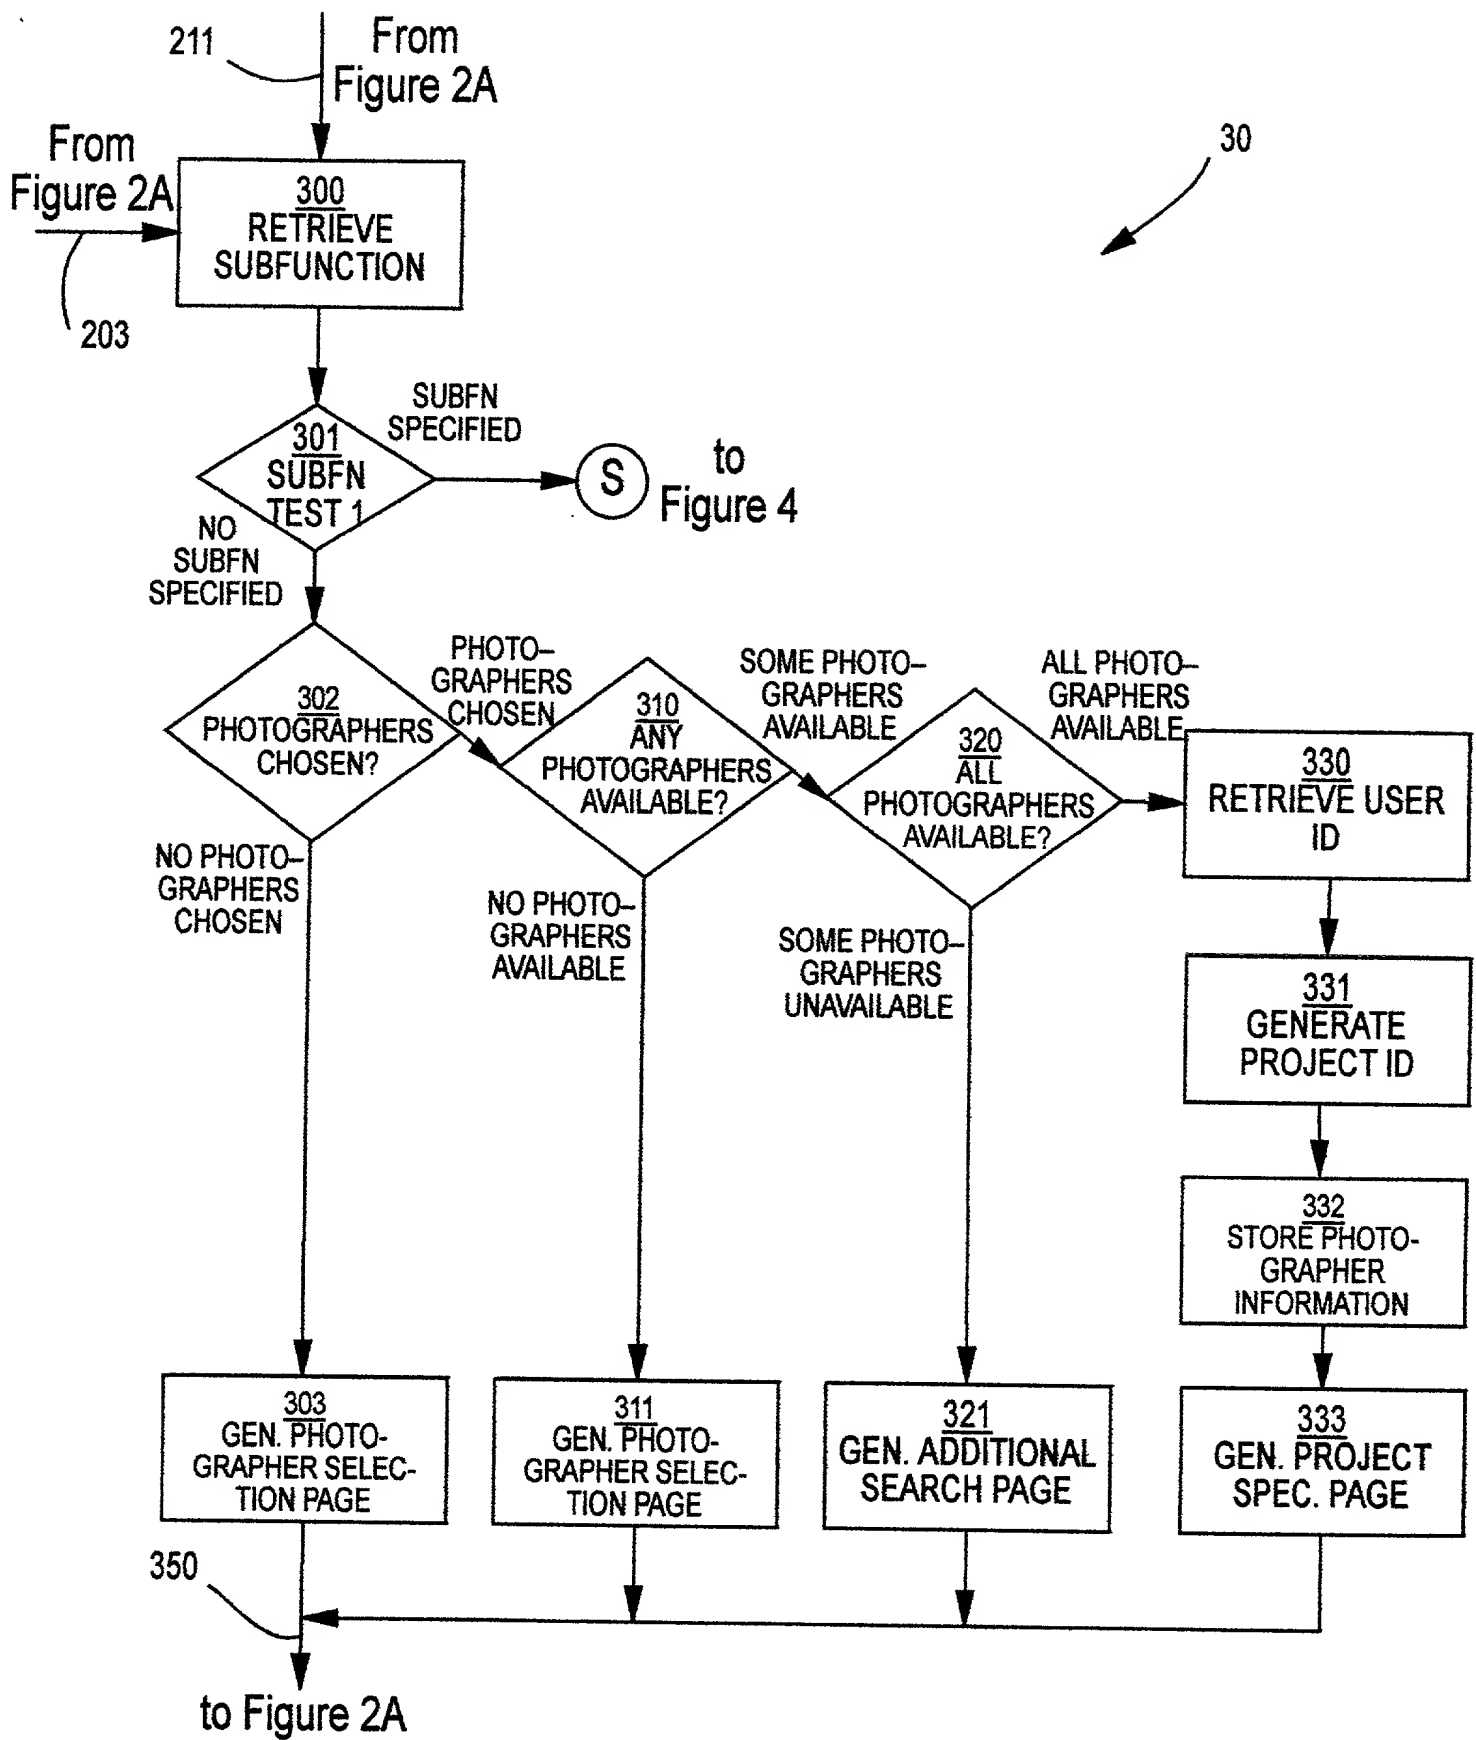 211
From
Figure 2A
From
Figure 2A
203
30
300
RETRIEVE
SUBFUNCTION
301
SUBFN
TEST 1
SUBFN
SPECIFIED
S
to
Figure 4
NO
SUBFN
SPECIFIED
302
PHOTOGRAPHERS
CHOSEN?
PHOTO–
GRAPHERS
CHOSEN
310
ANY
PHOTOGRAPHERS
AVAILABLE?
SOME PHOTO–
GRAPHERS
AVAILABLE
320
ALL
PHOTOGRAPHERS
AVAILABLE?
ALL PHOTO–
GRAPHERS
AVAILABLE
330
RETRIEVE USER
ID
NO PHOTO–
GRAPHERS
CHOSEN
NO PHOTO–
GRAPHERS
AVAILABLE
SOME PHOTO–
GRAPHERS
UNAVAILABLE
331
GENERATE
PROJECT ID
332
STORE PHOTO-
GRAPHER
INFORMATION
303
GEN. PHOTO-
GRAPHER SELEC-
TION PAGE
311
GEN. PHOTO-
GRAPHER SELEC-
TION PAGE
321
GEN. ADDITIONAL
SEARCH PAGE
333
GEN. PROJECT
SPEC. PAGE
350
to Figure 2A